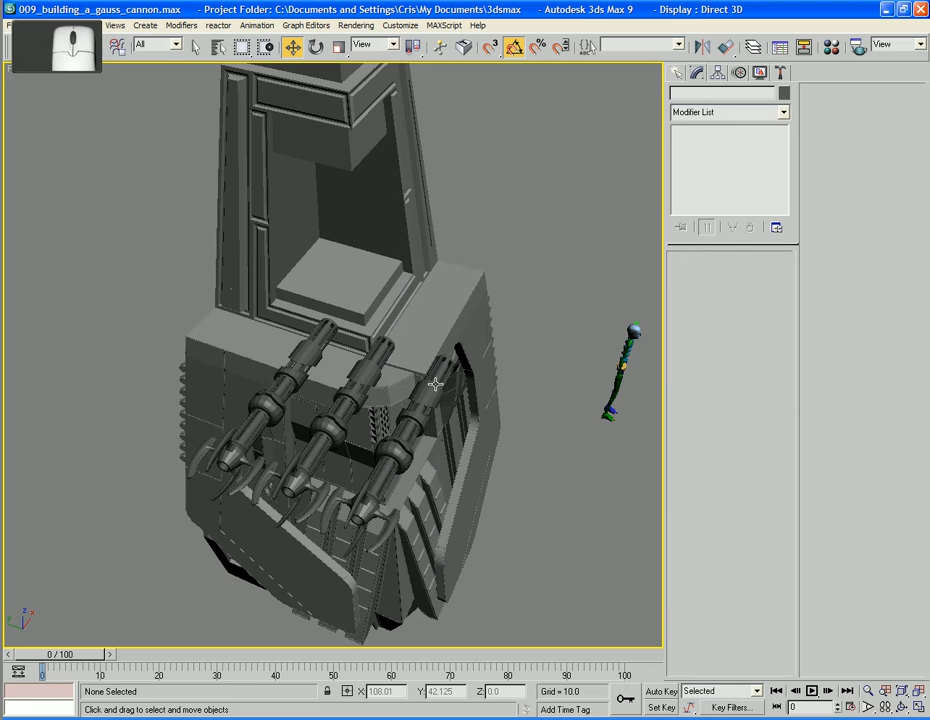 009_building_a_gauss_cannon.max - Project Folder: C:\Documents and Settings\Cris\My Documents\3dsmax - Autodesk 3ds Max 9 - Display : Direct 3D
Views Create Modifiers reactor Animation Graph Editors Rendering Customize MAXScript Help
All View View
Modifier List
z x
0 / 100
0 10 20 30 40 50 60 70 80 90 100
None Selected X: 108.01 Y: 42.125 Z: 0.0 Grid = 10.0 Auto Key Selected
Click and drag to select and move objects Add Time Tag Set Key Key Filters... 0